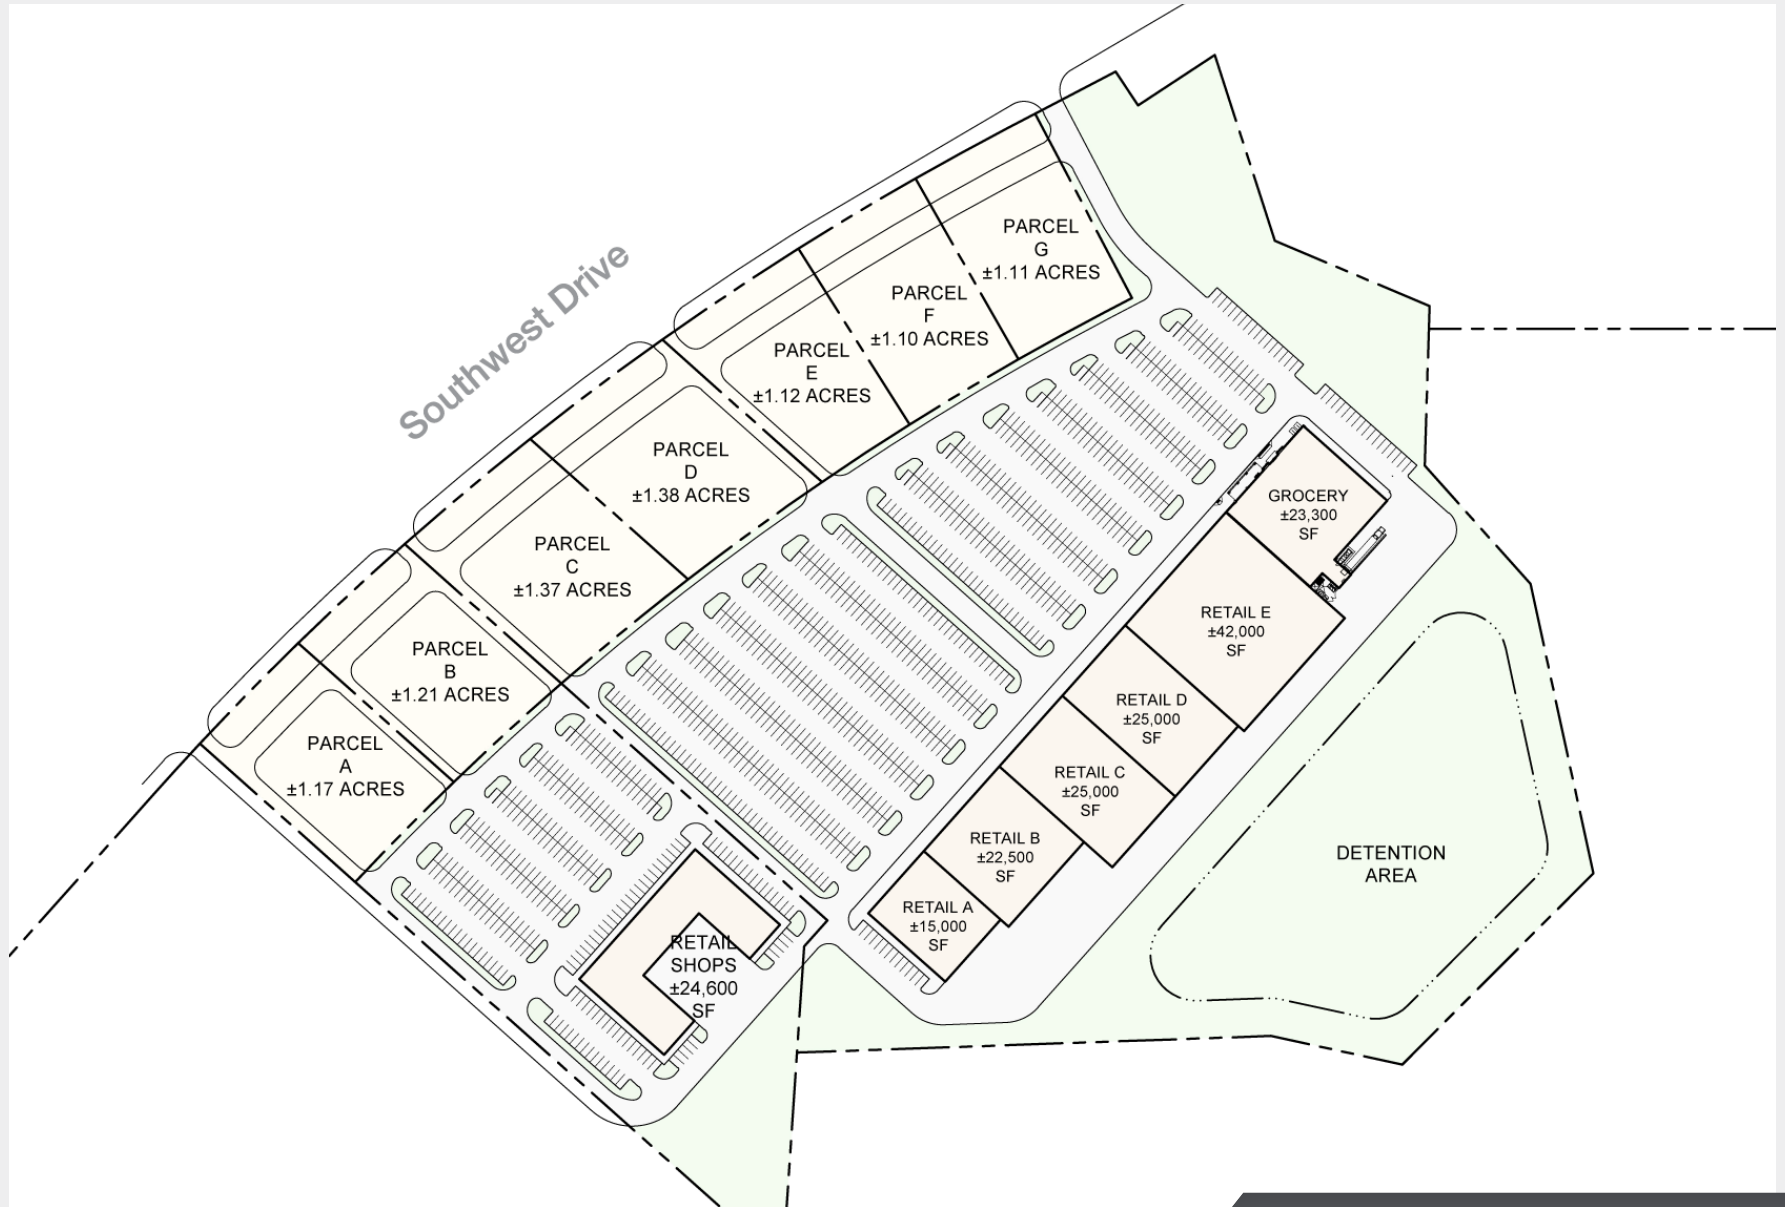 Southwest Drive
PARCEL
G
±1.11 ACRES
PARCEL
F
±1.10 ACRES
PARCEL
E
±1.12 ACRES
PARCEL
D
±1.38 ACRES
PARCEL
C
±1.37 ACRES
PARCEL
B
±1.21 ACRES
PARCEL
A
±1.17 ACRES
GROCERY
±23,300
SF
RETAIL E
±42,000
SF
RETAIL D
±25,000
SF
RETAIL C
±25,000
SF
RETAIL B
±22,500
SF
RETAIL A
±15,000
SF
RETAIL
SHOPS
±24,600
SF
DETENTION
AREA